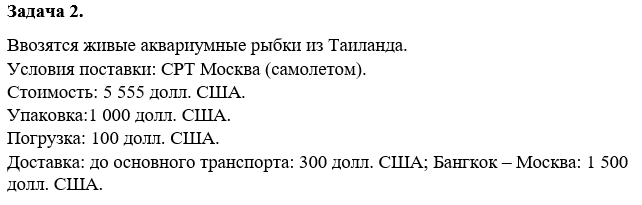 Задача 2.
Ввозятся живые аквариумные рыбки из Таиланда.
Условия поставки: СРТ Москва (самолетом).
Стоимость: 5 555 долл. США.
Упаковка:1 000 долл. США.
Погрузка: 100 долл. США.
Доставка: до основного транспорта: 300 долл. США; Бангкок – Москва: 1 500
долл. США.